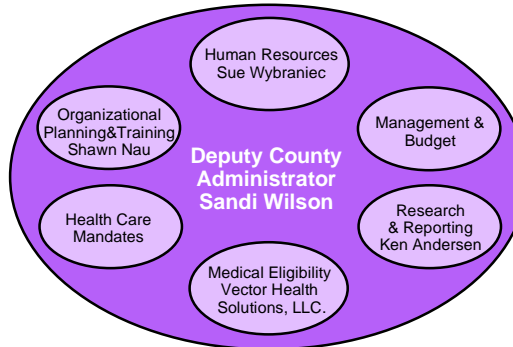 Human Resources
Sue Wybraniec
Organizational
Planning&Training
Shawn Nau
Management &
Budget
Deputy County
Administrator
Sandi Wilson
Health Care
Mandates
Research
& Reporting
Ken Andersen
Medical Eligibility
Vector Health
Solutions, LLC.